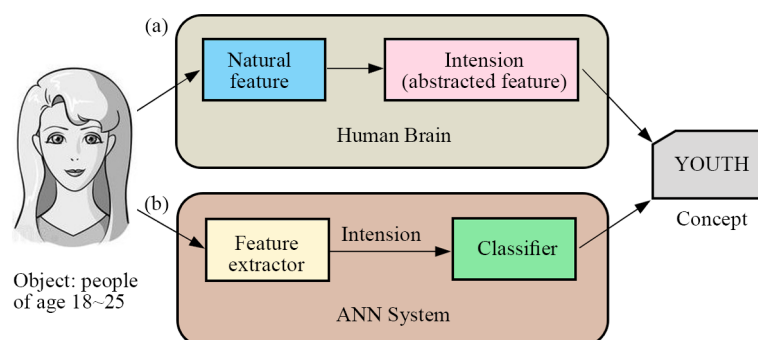 (a)
Natural
feature
Intension
(abstracted feature)
Human Brain
YOUTH
Concept
(b)
Feature
extractor
Intension
Classifier
ANN System
Object: people
of age 18~25